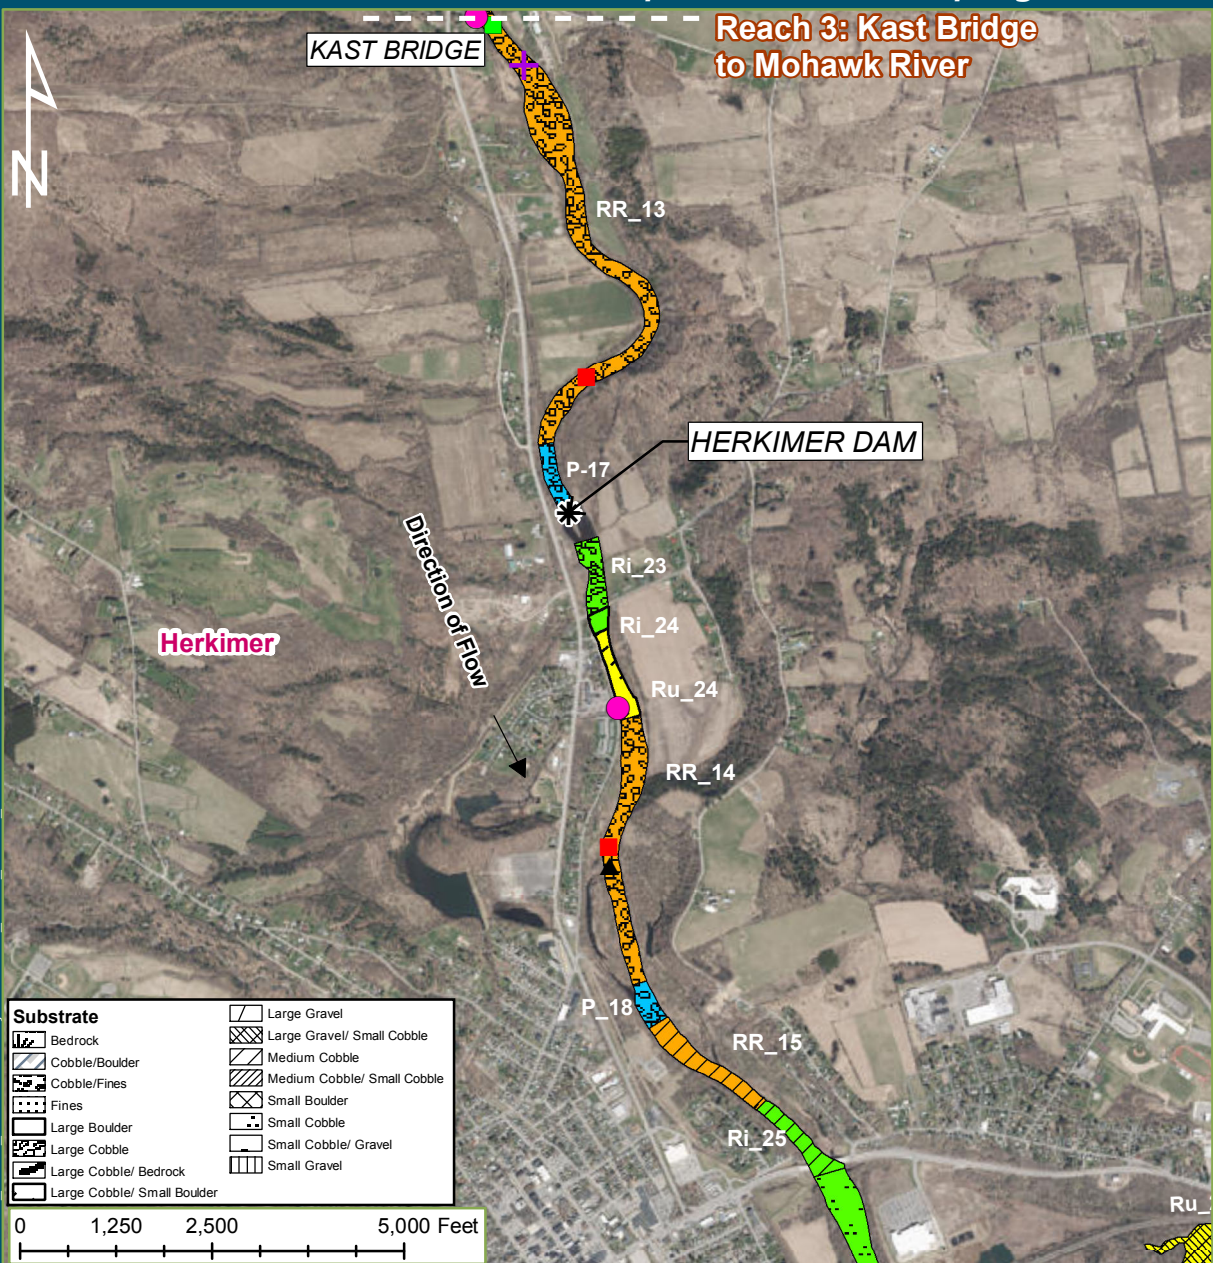 Reach 3: Kast Bridge
to Mohawk River
KAST BRIDGE
N
RR_13
HERKIMER DAM
P-17
Direction of Flow
Ri_23
Ri_24
Herkimer
Ru_24
RR_14
P_18
RR_15
Ri_25
Ru_
Substrate
Bedrock
Cobble/Boulder
Cobble/Fines
Fines
Large Boulder
Large Cobble
Large Cobble/ Bedrock
Large Cobble/ Small Boulder
Large Gravel
Large Gravel/ Small Cobble
Medium Cobble
Medium Cobble/ Small Cobble
Small Boulder
Small Cobble
Small Cobble/ Gravel
Small Gravel
0 1,250 2,500 5,000 Feet